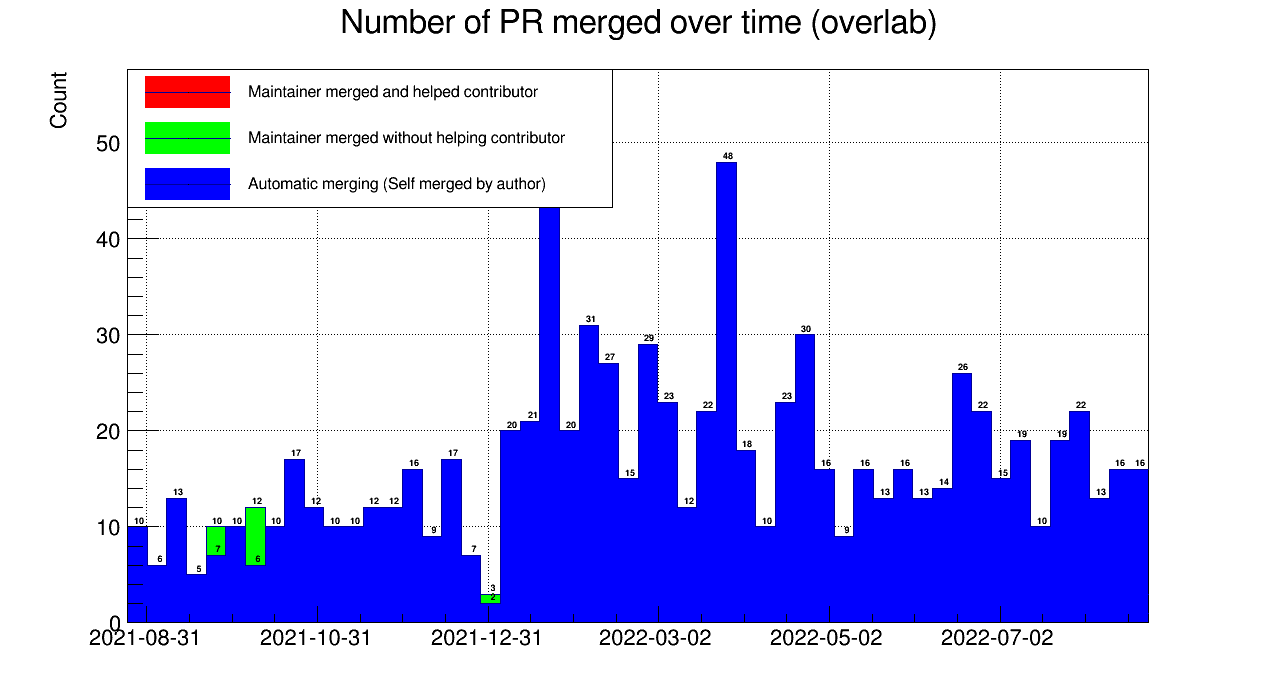 Number of PR merged over time (overlab)
Count
Maintainer merged and helped contributor
Maintainer merged without helping contributor
Automatic merging (Self merged by author)
50
40
30
20
10
0
10 6 13 5 10 7 10 12 6 10 17 12 10 10 12 12 16 9 17 7 3 2 20 21 20 31 27 15 29 23 12 22 48 18 10 23 30 16 9 16 13 16 13 14 26 22 15 19 10 19 22 13 16 16
2021-08-31 2021-10-31 2021-12-31 2022-03-02 2022-05-02 2022-07-02